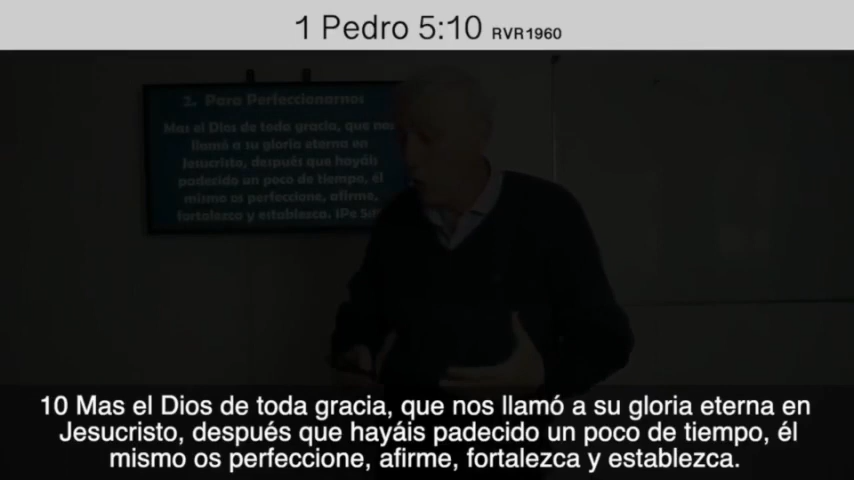 1 Pedro 5:10 RVR1960
2. Para Perfeccionarnos
Mas el Dios de toda gracia, que nos
llamó a su gloria eterna en
Jesucristo, después que hayáis
padecido un poco de tiempo, él
mismo os perfeccione, afirme,
fortalezca y establezca. 1Pe 5:
10 Mas el Dios de toda gracia, que nos llamó a su gloria eterna en
Jesucristo, después que hayáis padecido un poco de tiempo, él
mismo os perfeccione, afirme, fortalezca y establezca.